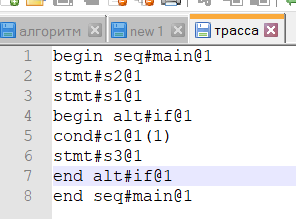 алгоритм new 1 трасса
1 begin seq#main@1
2 stmt#s2@1
3 stmt#s1@1
4 begin alt#if@1
5 cond#c1@1(1)
6 stmt#s3@1
7 end alt#if@1
8 end seq#main@1